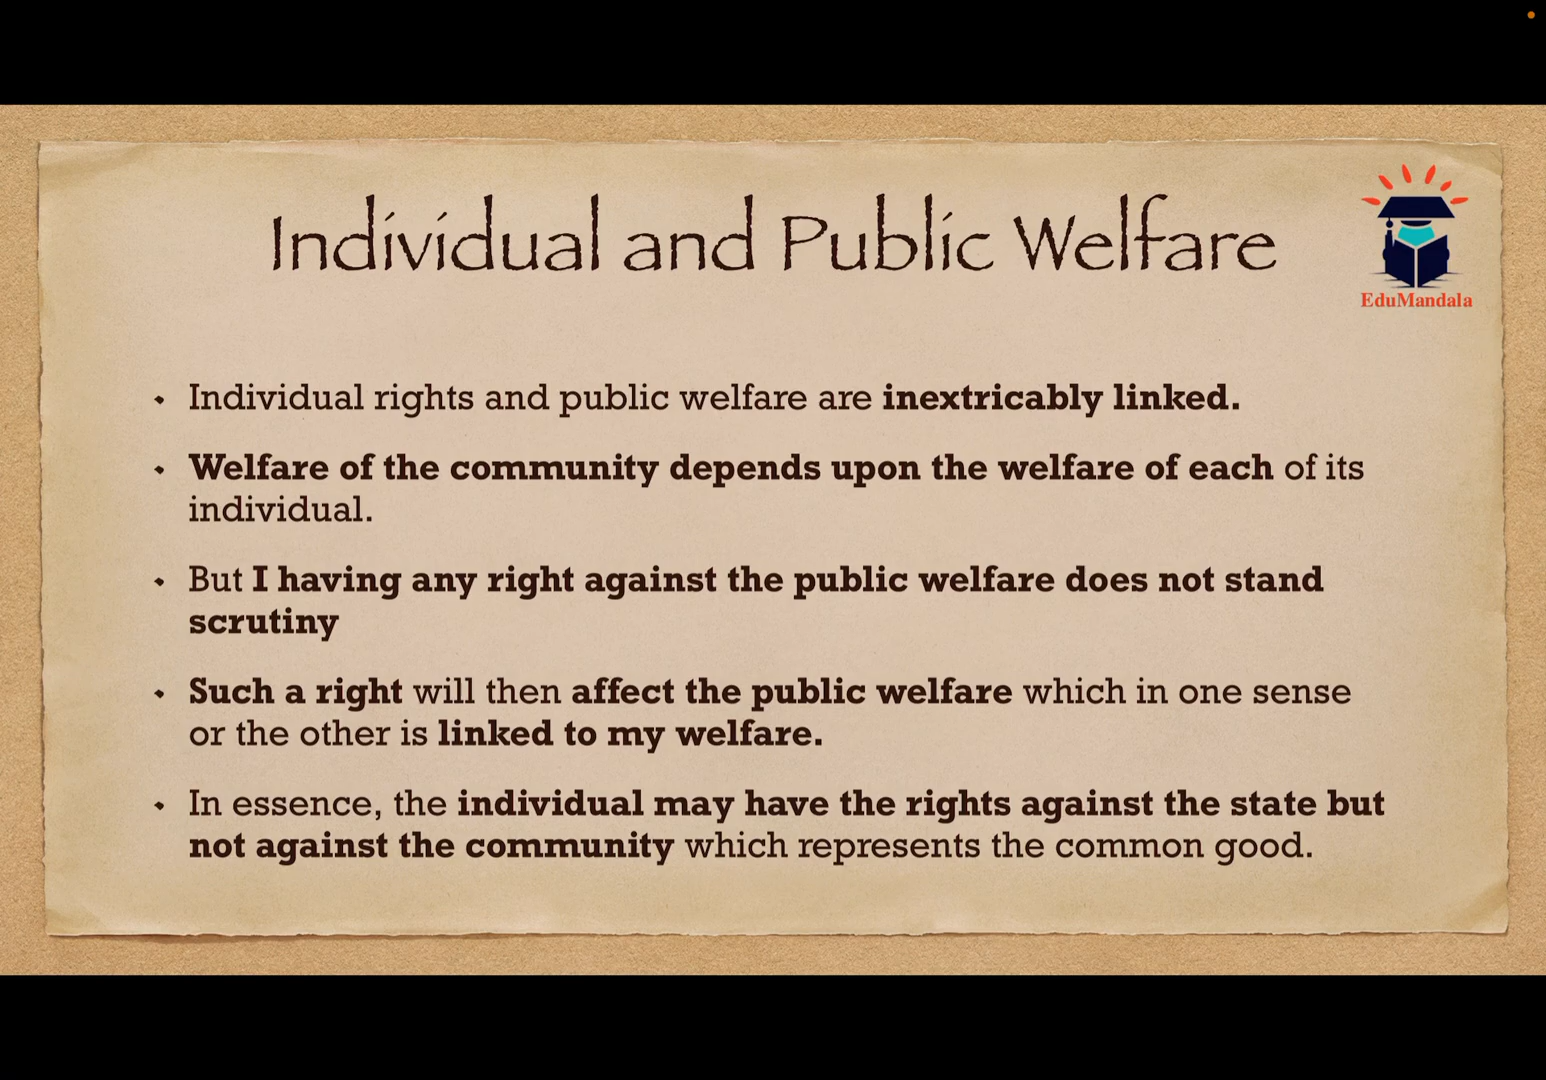 Individual and Public Welfare
EduMandala
• Individual rights and public welfare are inextricably linked.
• Welfare of the community depends upon the welfare of each of its
individual.
• But I having any right against the public welfare does not stand
scrutiny
• Such a right will then affect the public welfare which in one sense
or the other is linked to my welfare.
• In essence, the individual may have the rights against the state but
not against the community which represents the common good.